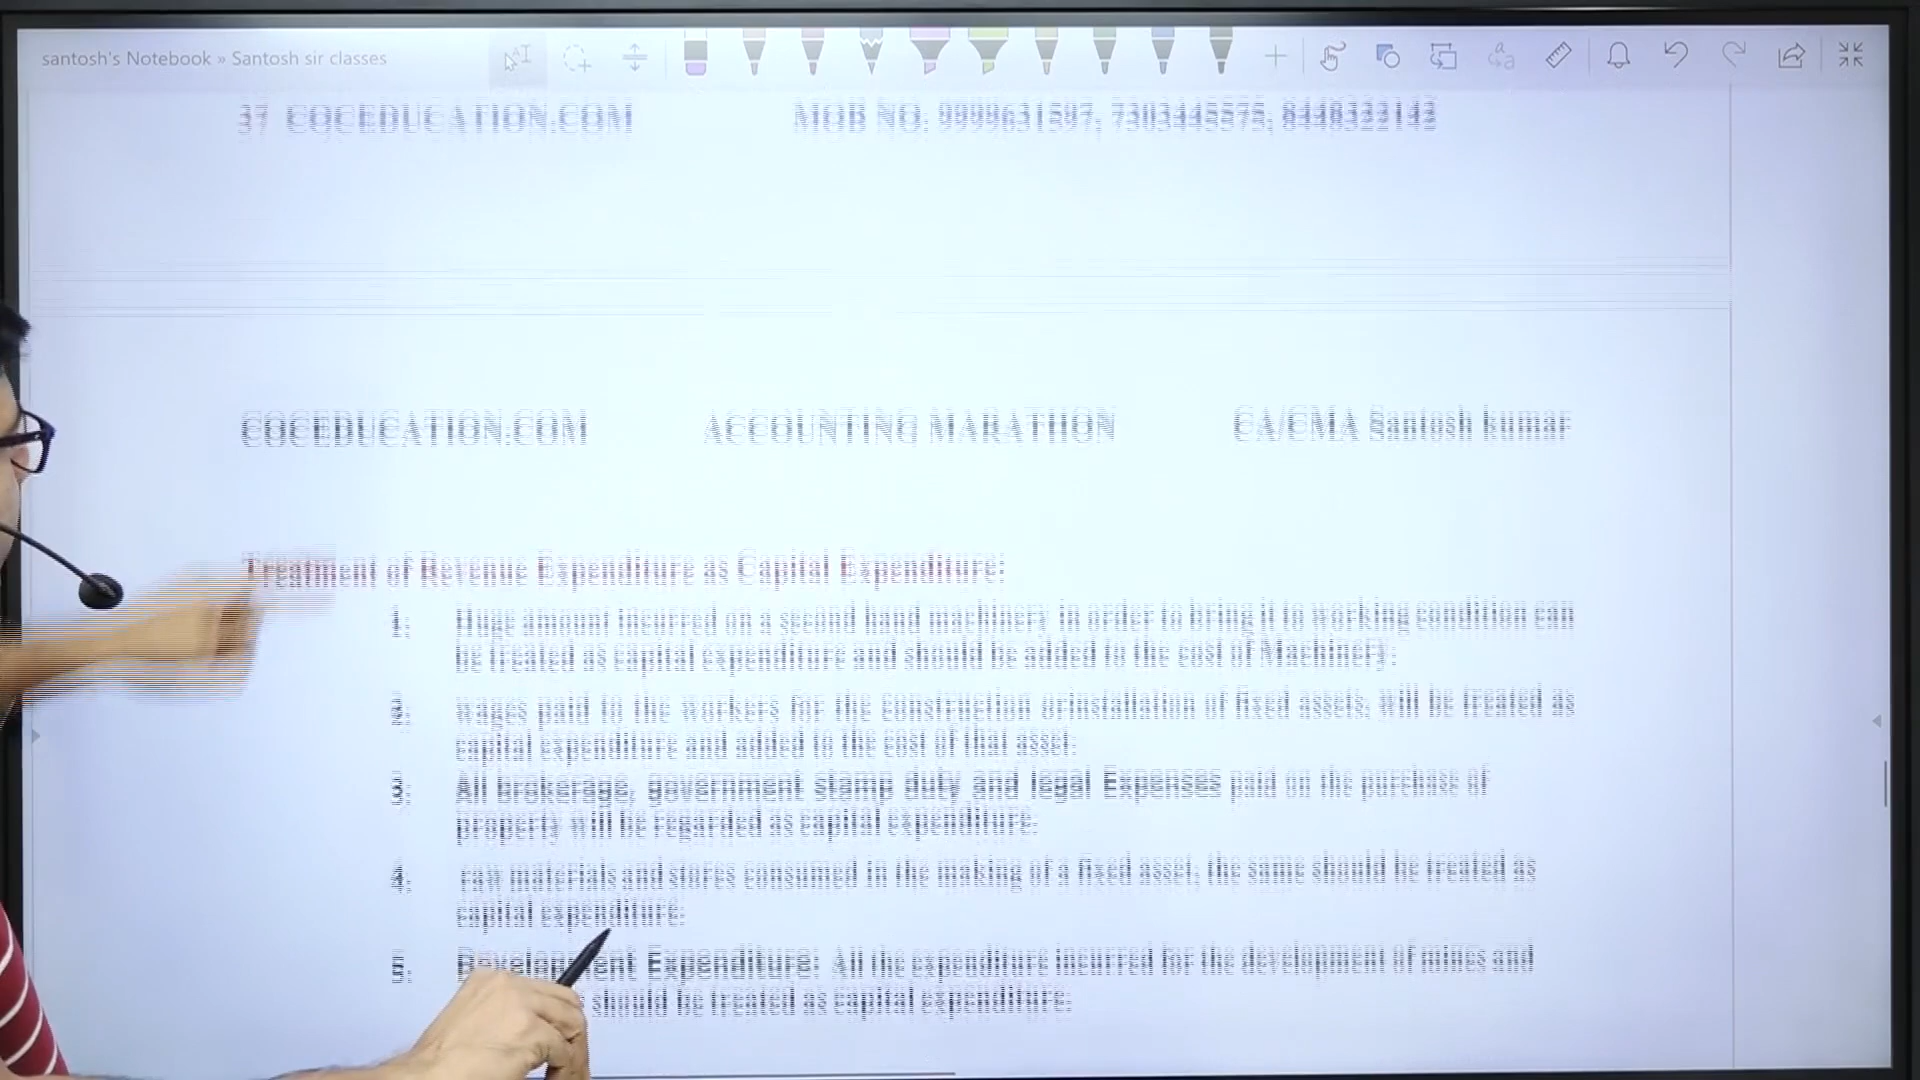 santosh's Notebook » Santosh sir classes
37 COCEDUCATION.COM MOB NO: 9999631597, 7303445575, 8448322142
COCEDUCATION.COM ACCOUNTING MARATHON CA/CMA Santosh kumar
Treatment of Revenue Expenditure as Capital Expenditure:
1. Huge amount incurred on a second hand machinery in order to bring it to working condition can
be treated as capital expenditure and should be added to the cost of Machinery.
2. wages paid to the workers for the construction or installation of fixed assets, will be treated as
capital expenditure and added to the cost of that asset.
3. All brokerage, government stamp duty and legal Expenses paid on the purchase of
property will be regarded as capital expenditure.
4. raw materials and stores consumed in the making of a fixed asset, the same should be treated as
capital expenditure.
5. Development Expenditure: All the expenditure incurred for the development of mines and
should be treated as capital expenditure.